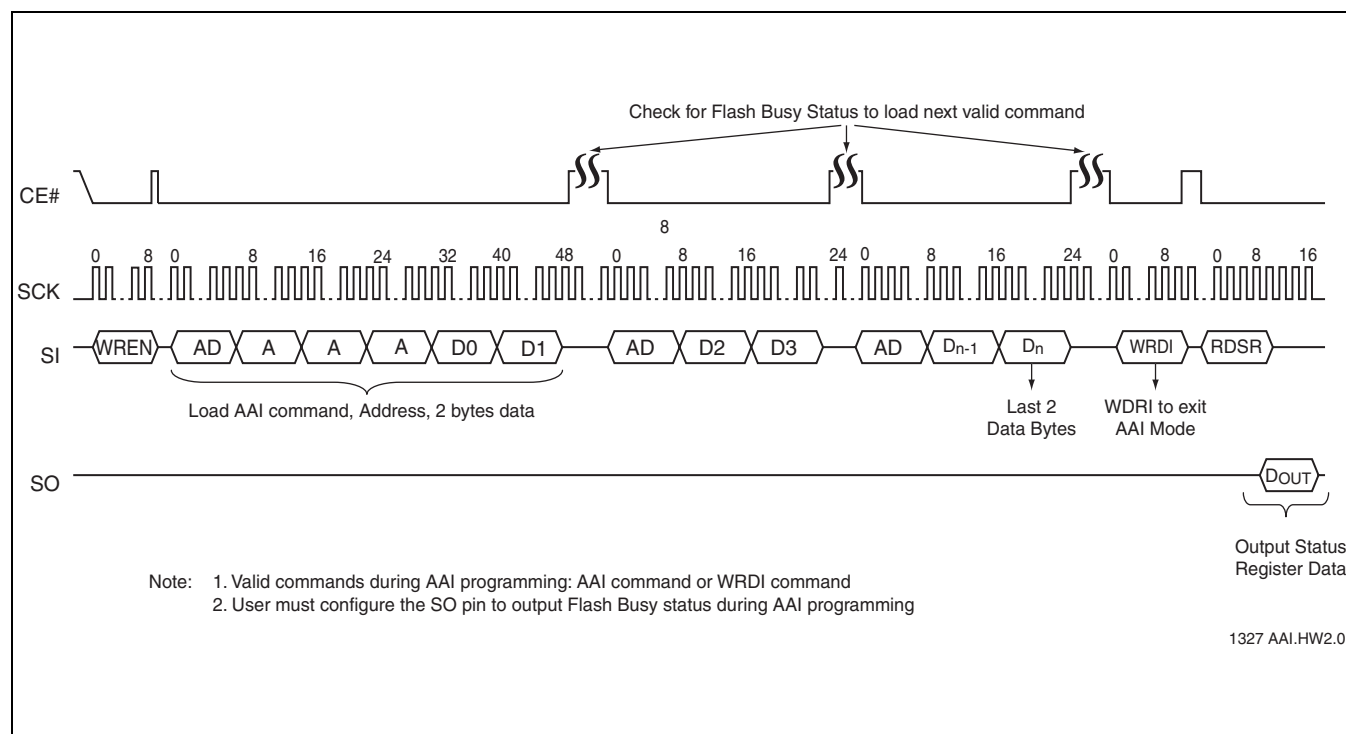 Check for Flash Busy Status to load next valid command
CE#
8
0 8 0 8 16 24 32 40 48 0 8 16 24 0 8 16 24 0 8 0 8 16
SCK
SI WREN AD A A A D0 D1 AD D2 D3 AD Dn-1 Dn WRDI RDSR
Load AAI command, Address, 2 bytes data
Last 2
Data Bytes
WDRI to exit
AAI Mode
SO DOUT
Output Status
Register Data
Note: 1. Valid commands during AAI programming: AAI command or WRDI command
2. User must configure the SO pin to output Flash Busy status during AAI programming
1327 AAI.HW2.0